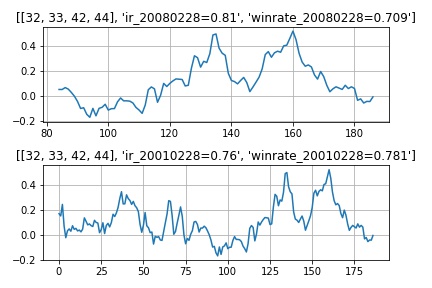 [[32, 33, 42, 44], 'ir_20080228=0.81', 'winrate_20080228=0.709']
0.4
0.2
0.0
−0.2
80 100 120 140 160 180
[[32, 33, 42, 44], 'ir_20010228=0.76', 'winrate_20010228=0.781']
0.4
0.2
0.0
−0.2
0 25 50 75 100 125 150 175